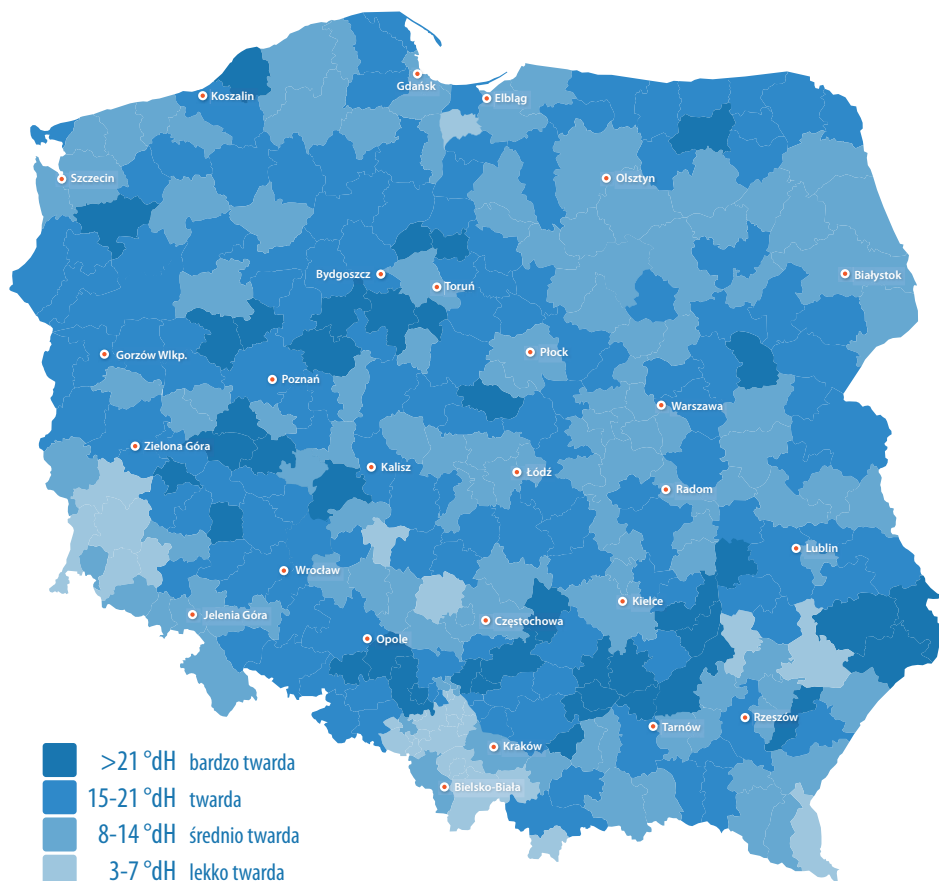 Gdańsk
Koszalin
Elbląg
Szczecin
Olsztyn
Bydgoszcz
Białystok
Toruń
Gorzów Wlkp.
Płock
Poznań
Warszawa
Zielona Góra
Kalisz
Łódź
Radom
Lublin
Wrocław
Kielce
Jelenia Góra
Częstochowa
Opole
Rzeszów
Tarnów
Kraków
Bielsko-Biała
>21 °dH bardzo twarda
15-21 °dH twarda
8-14 °dH średnio twarda
3-7 °dH lekko twarda